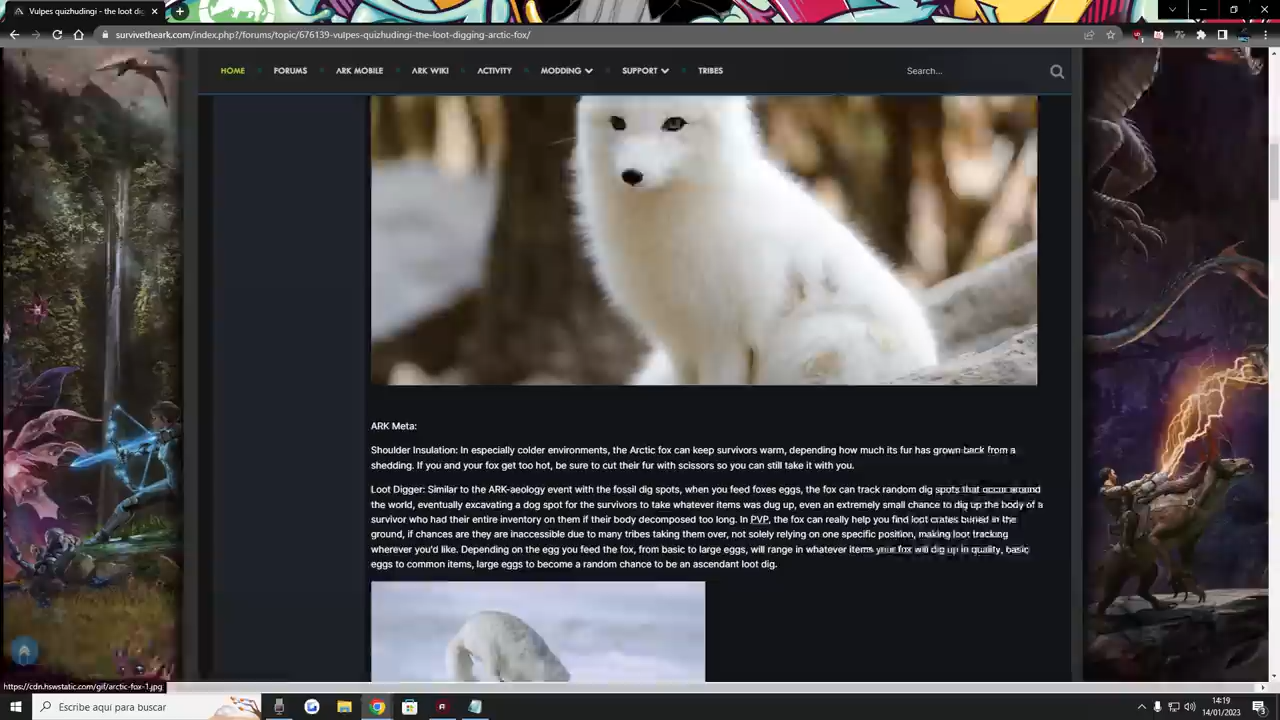 Vulpes quizhudingi - the loot dig
survivetheark.com/index.php?/forums/topic/676139-vulpes-quizhudingi-the-loot-digging-arctic-fox/
HOME FORUMS ARK MOBILE ARK WIKI ACTIVITY MODDING SUPPORT TRIBES Search...
ARK Meta:
Shoulder Insulation: In especially colder environments, the Arctic fox can keep survivors warm, depending how much its fur has grown back from a
shedding. If you and your fox get too hot, be sure to cut their fur with scissors so you can still take it with you.
Loot Digger: Similar to the ARK-aeology event with the fossil dig spots, when you feed foxes eggs, the fox can track random dig spots that occur around
the world, eventually excavating a dog spot for the survivors to take whatever items was dug up, even an extremely small chance to dig up the body of a
survivor who had their entire inventory on them if their body decomposed too long. In PVP, the fox can really help you find loot crates buried in the
ground, if chances are they are inaccessible due to many tribes taking them over, not solely relying on one specific position, making loot tracking
wherever you'd like. Depending on the egg you feed the fox, from basic to large eggs, will range in whatever items your fox will dig up in quality, basic
eggs to common items, large eggs to become a random chance to be an ascendant loot dig.
https://cdn.hswstatic.com/gif/arctic-fox-1.jpg
Escribe aquí para buscar
14:19
14/01/2023